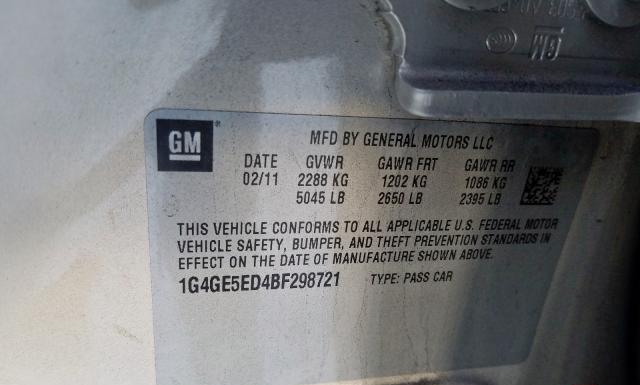 GM
GM
MFD BY GENERAL MOTORS LLC
DATE GVWR GAWR FRT GAWR RR
02/11 2288 KG 1202 KG 1086 KG
5045 LB 2650 LB 2395 LB
THIS VEHICLE CONFORMS TO ALL APPLICABLE U.S. FEDERAL MOTOR
VEHICLE SAFETY, BUMPER, AND THEFT PREVENTION STANDARDS IN
EFFECT ON THE DATE OF MANUFACTURE SHOWN ABOVE.
1G4GE5ED4BF298721 TYPE: PASS CAR